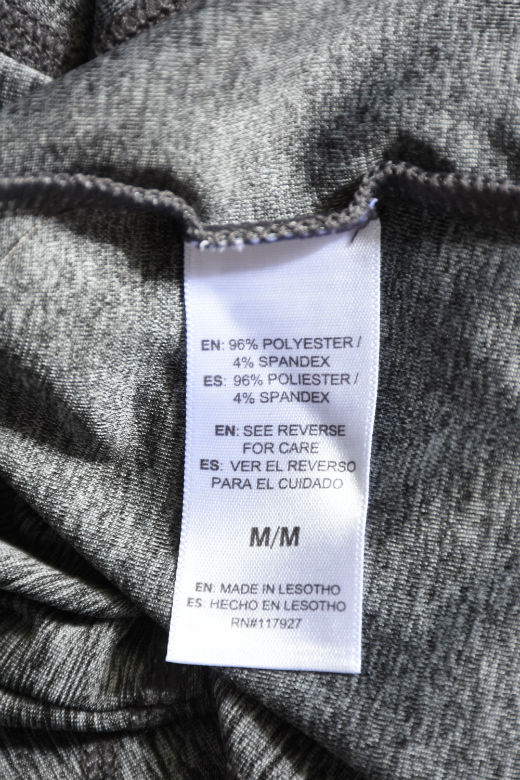 EN: 96% POLYESTER /
4% SPANDEX
ES: 96% POLIESTER /
4% SPANDEX
EN: SEE REVERSE
FOR CARE
ES: VER EL REVERSO
PARA EL CUIDADO
M/M
EN: MADE IN LESOTHO
ES: HECHO EN LESOTHO
RN#117927